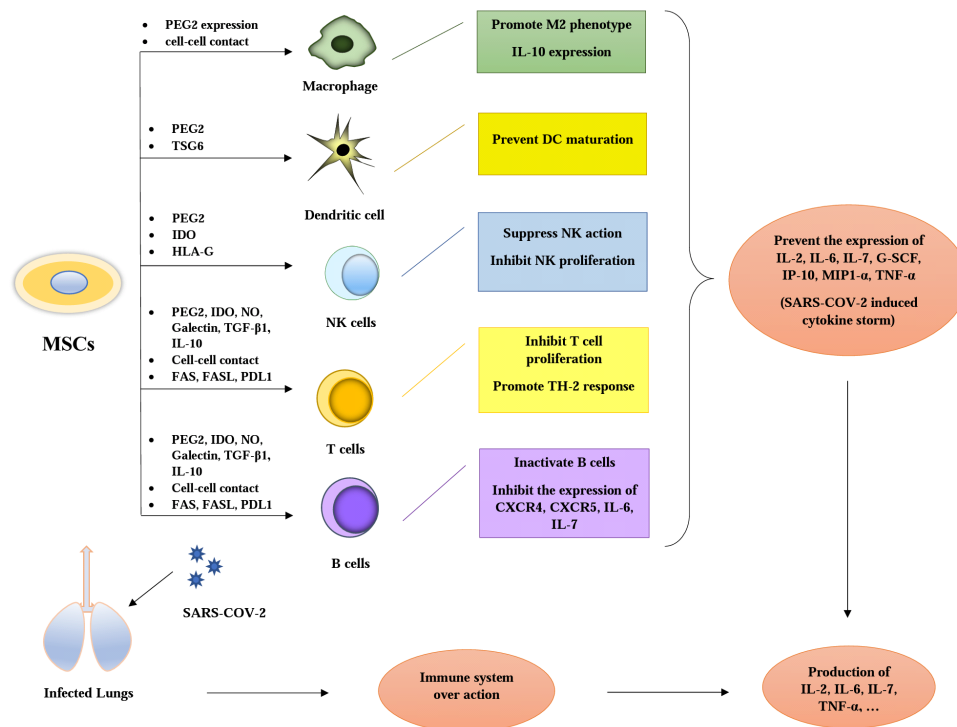 PEG2 expression
cell-cell contact
Macrophage
Promote M2 phenotype
IL-10 expression
PEG2
TSG6
Dendritic cell
Prevent DC maturation
PEG2
IDO
HLA-G
NK cells
Suppress NK action
Inhibit NK proliferation
MSCs
PEG2, IDO, NO,
Galectin, TGF-β1,
IL-10
Cell-cell contact
FAS, FASL, PDL1
T cells
Inhibit T cell
proliferation
Promote TH-2 response
PEG2, IDO, NO,
Galectin, TGF-β1,
IL-10
Cell-cell contact
FAS, FASL, PDL1
B cells
Inactivate B cells
Inhibit the expression of
CXCR4, CXCR5, IL-6,
IL-7
Prevent the expression of
IL-2, IL-6, IL-7, G-SCF,
IP-10, MIP1-α, TNF-α
(SARS-COV-2 induced
cytokine storm)
SARS-COV-2
Infected Lungs
Immune system
over action
Production of
IL-2, IL-6, IL-7,
TNF-α, ...